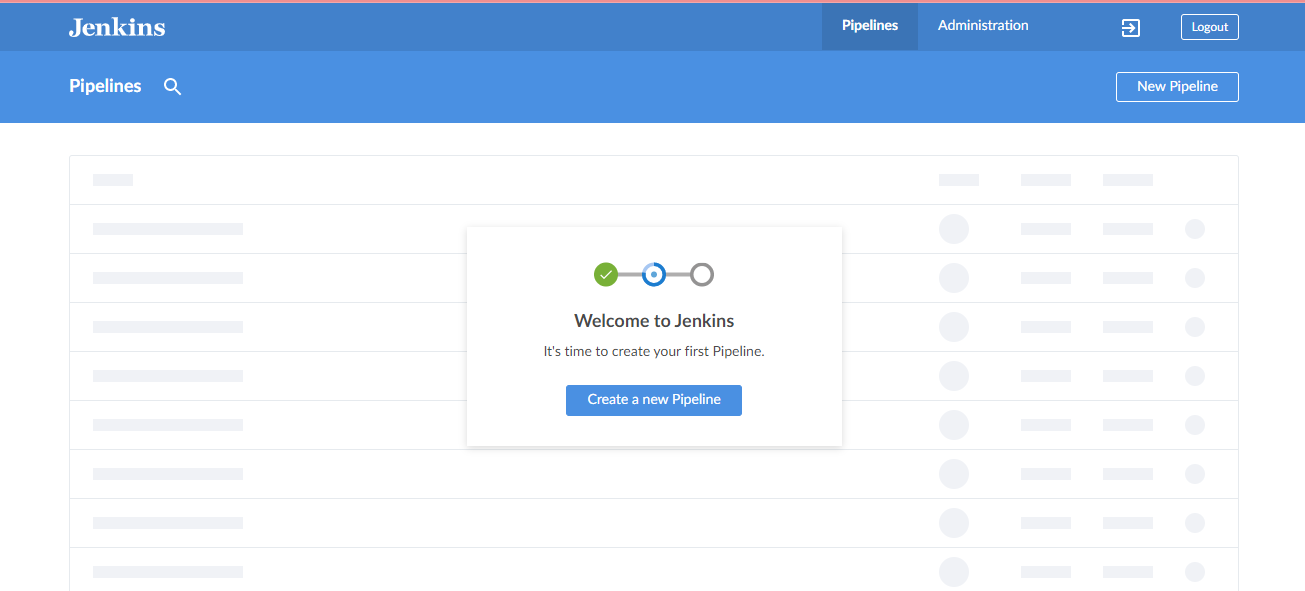 Jenkins
Pipelines
Administration
Logout
Pipelines
New Pipeline
Welcome to Jenkins
It's time to create your first Pipeline.
Create a new Pipeline